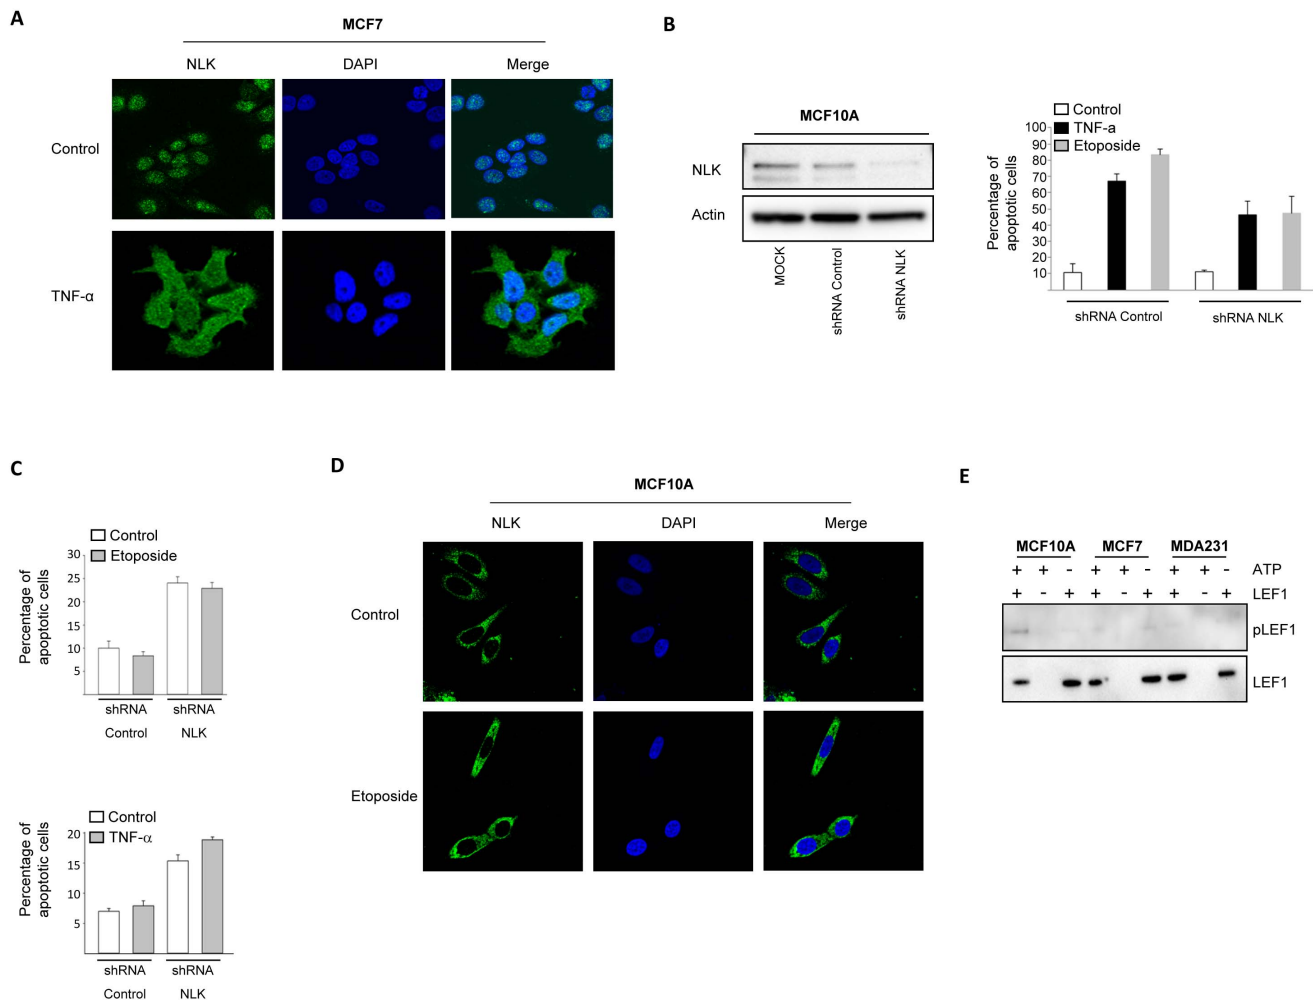 A
MCF7
NLK DAPI Merge
Control
TNF-α
B
MCF10A
NLK
Actin
MOCK
shRNA Control
shRNA NLK
Control
TNF-a
Etoposide
Percentage of
apoptotic cells
100
90
80
70
60
50
40
30
20
10
shRNA Control shRNA NLK
C
Control
Etoposide
Percentage of
apoptotic cells
30
25
20
15
10
5
shRNA shRNA
Control NLK
Control
TNF-α
Percentage of
apoptotic cells
20
15
10
5
shRNA shRNA
Control NLK
D
MCF10A
NLK DAPI Merge
Control
Etoposide
E
MCF10A MCF7 MDA231
+ + - + + - + + - ATP
+ - + + - + + - + LEF1
pLEF1
LEF1